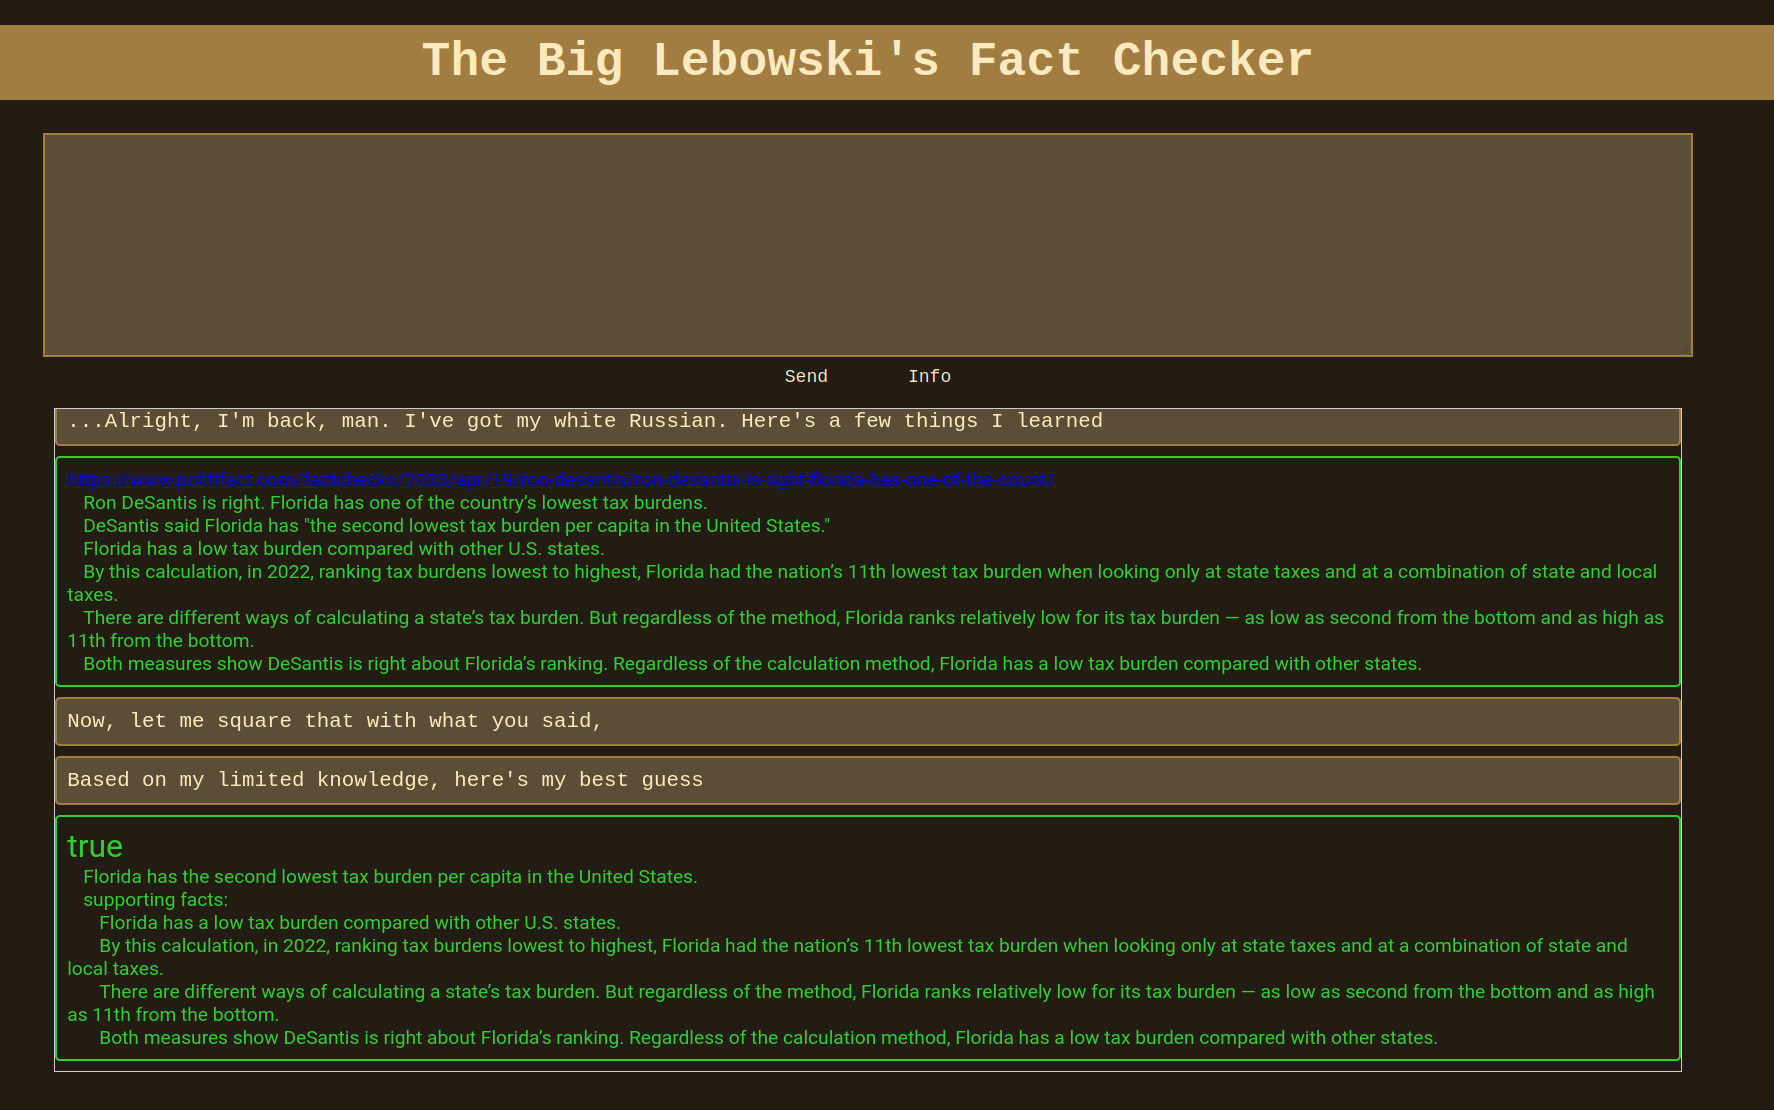 The Big Lebowski's Fact Checker
Send Info
...Alright, I'm back, man. I've got my white Russian. Here's a few things I learned
https://www.politifact.com/factchecks/2023/apr/19/ron-desantis/ron-desantis-is-right-florida-has-one-of-the-count/
Ron DeSantis is right. Florida has one of the country’s lowest tax burdens.
DeSantis said Florida has "the second lowest tax burden per capita in the United States."
Florida has a low tax burden compared with other U.S. states.
By this calculation, in 2022, ranking tax burdens lowest to highest, Florida had the nation’s 11th lowest tax burden when looking only at state taxes and at a combination of state and local
taxes.
There are different ways of calculating a state’s tax burden. But regardless of the method, Florida ranks relatively low for its tax burden — as low as second from the bottom and as high as
11th from the bottom.
Both measures show DeSantis is right about Florida’s ranking. Regardless of the calculation method, Florida has a low tax burden compared with other states.
Now, let me square that with what you said,
Based on my limited knowledge, here's my best guess
true
Florida has the second lowest tax burden per capita in the United States.
supporting facts:
Florida has a low tax burden compared with other U.S. states.
By this calculation, in 2022, ranking tax burdens lowest to highest, Florida had the nation’s 11th lowest tax burden when looking only at state taxes and at a combination of state and
local taxes.
There are different ways of calculating a state’s tax burden. But regardless of the method, Florida ranks relatively low for its tax burden — as low as second from the bottom and as high
as 11th from the bottom.
Both measures show DeSantis is right about Florida’s ranking. Regardless of the calculation method, Florida has a low tax burden compared with other states.